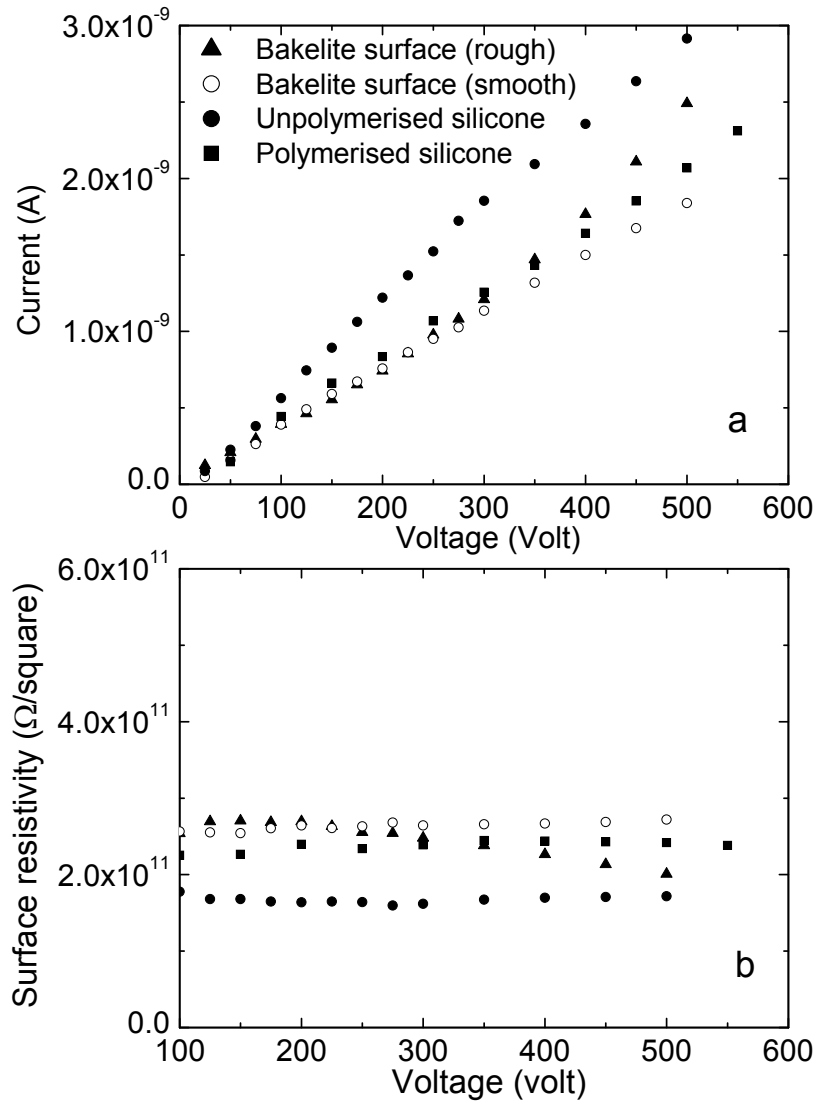 3.0x10⁻⁹
Bakelite surface (rough)
Bakelite surface (smooth)
Unpolymerised silicone
Polymerised silicone
2.0x10⁻⁹
1.0x10⁻⁹
0.0
Current (A)
a
0 100 200 300 400 500 600
Voltage (Volt)
6.0x10¹¹
4.0x10¹¹
2.0x10¹¹
0.0
Surface resistivity (Ω/square)
b
100 200 300 400 500 600
Voltage (volt)